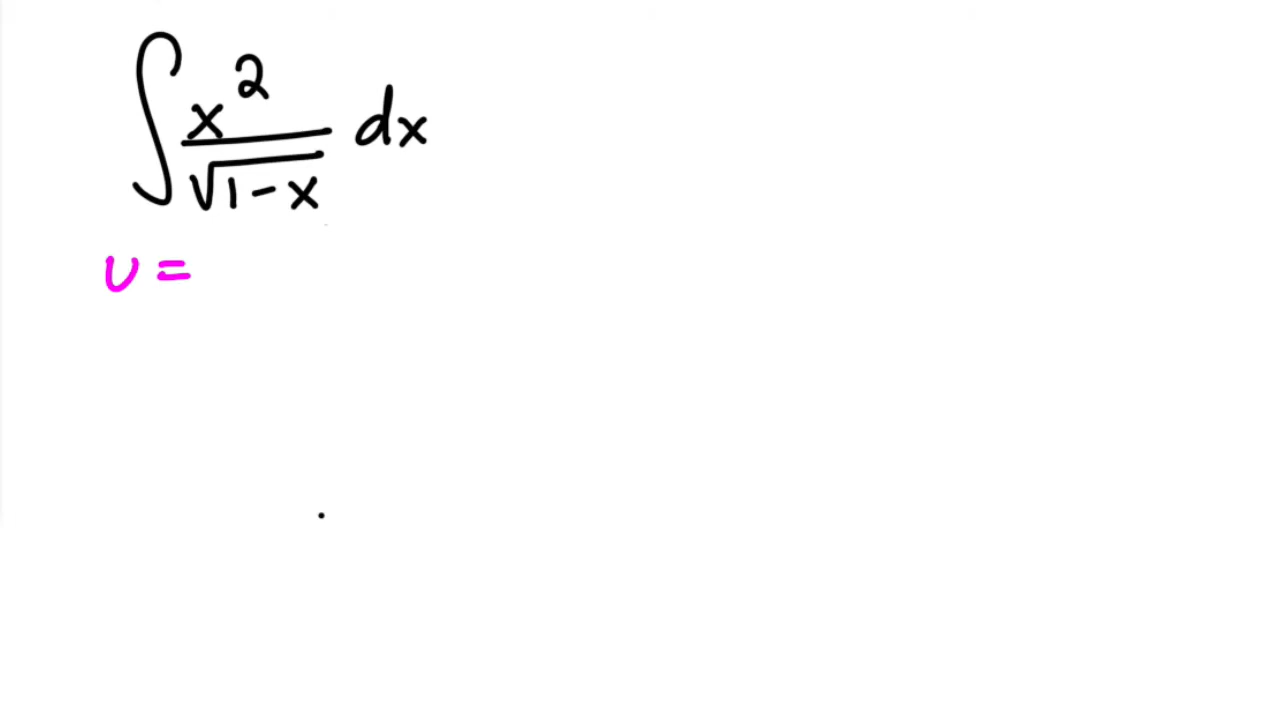 ∫ x² / √(1-x) dx
u =